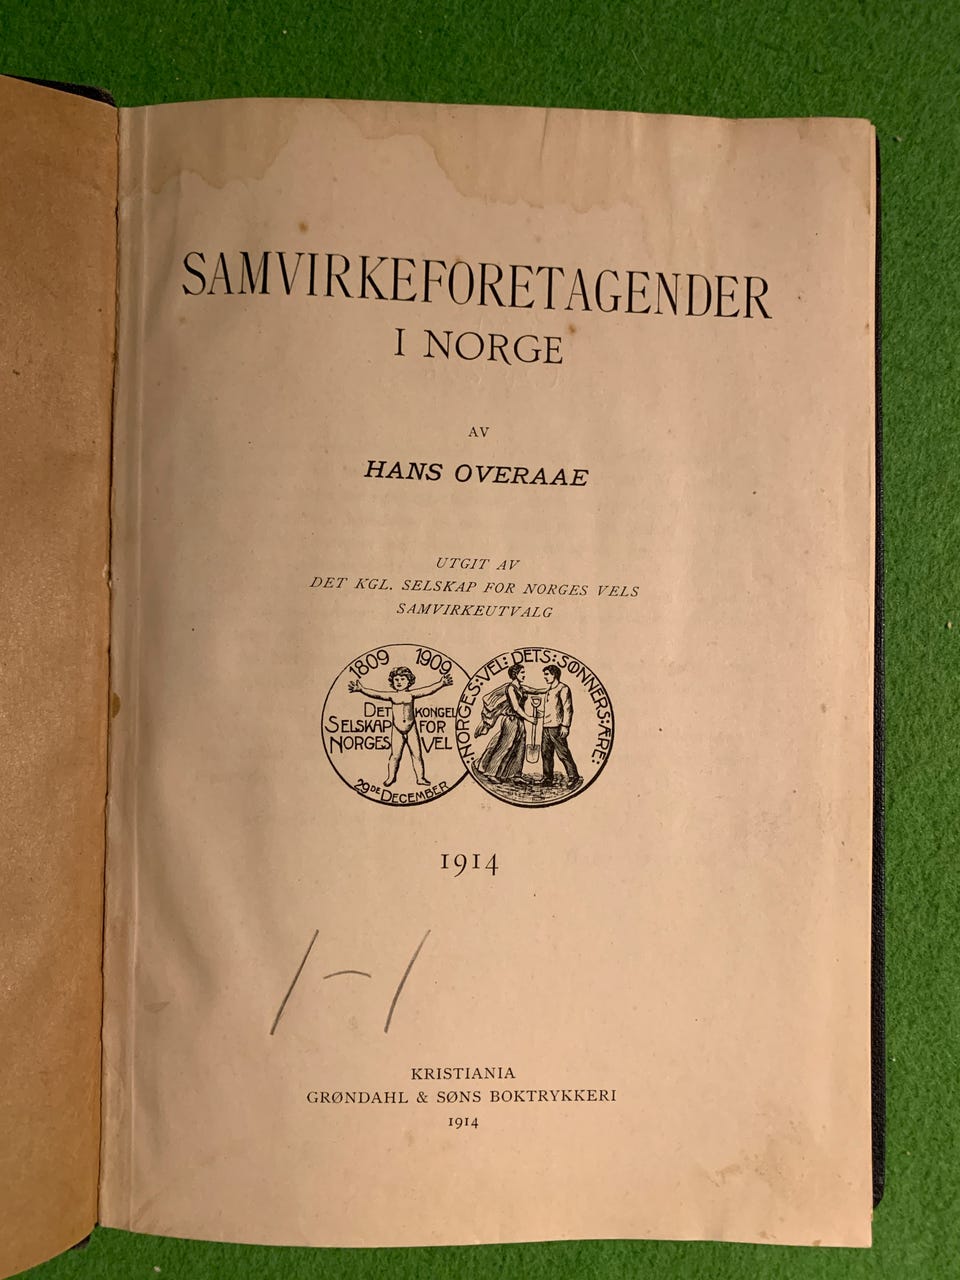 SAMVIRKEFORETAGENDER
I NORGE
AV
HANS OVERAAE
UTGIT AV
DET KGL. SELSKAP FOR NORGES VELS
SAMVIRKEUTVALG
1809 1909
DET KONGEL
SELSKAP FOR
NORGES VEL
29DE DECEMBER
:NORGES:VEL:DETS:SØNNERS:ÆRE:
1914
1-1
KRISTIANIA
GRØNDAHL & SØNS BOKTRYKKERI
1914